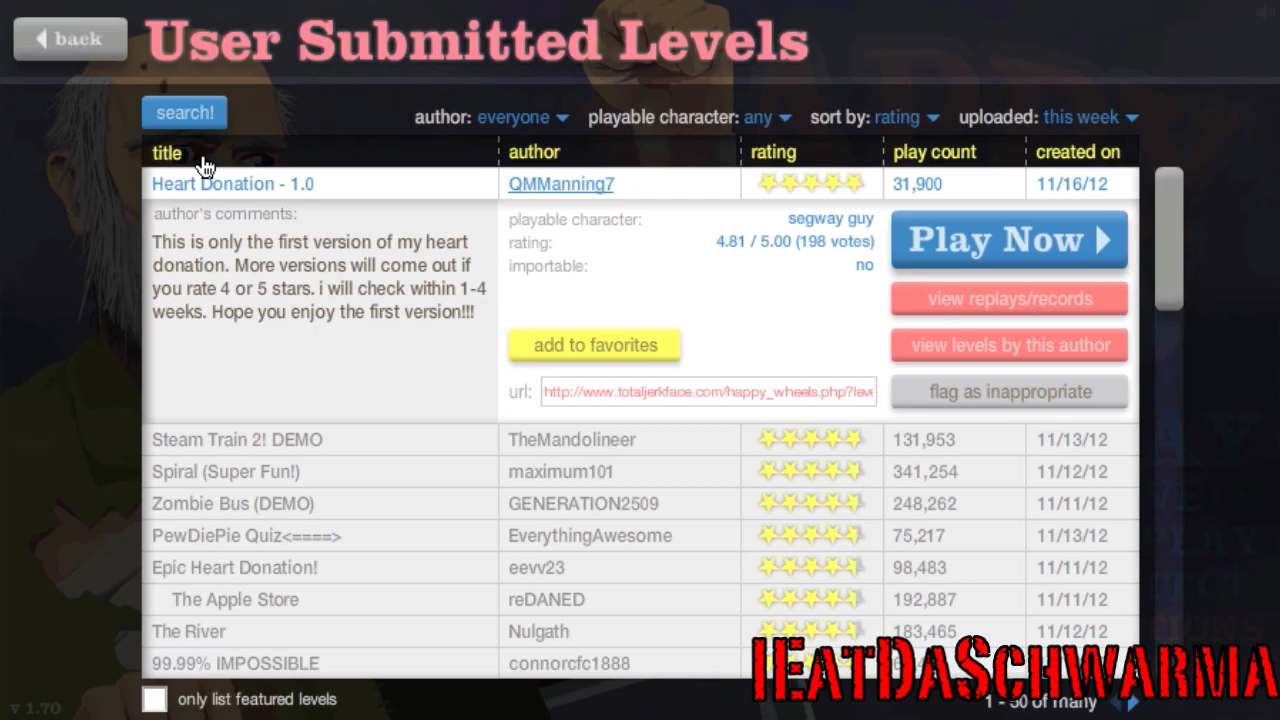 back
User Submitted Levels
search!
author: everyone playable character: any sort by: rating uploaded: this week
title author rating play count created on
Heart Donation - 1.0 QMManning7 31,900 11/16/12
author's comments:
This is only the first version of my heart
donation. More versions will come out if
you rate 4 or 5 stars. i will check within 1-4
weeks. Hope you enjoy the first version!!!
playable character: segway guy
rating: 4.81 / 5.00 (198 votes)
importable: no
add to favorites
url: http://www.totaljerkface.com/happy_wheels.php?leve
Play Now
view replays/records
view levels by this author
flag as inappropriate
Steam Train 2! DEMO TheMandolineer 131,953 11/13/12
Spiral (Super Fun!) maximum101 341,254 11/12/12
Zombie Bus (DEMO) GENERATION2509 248,262 11/11/12
PewDiePie Quiz<====> EverythingAwesome 75,217 11/13/12
Epic Heart Donation! eevv23 98,483 11/11/12
The Apple Store reDANED 192,887 11/11/12
The River Nulgath 183,465 11/12/12
99.99% IMPOSSIBLE connorcfc1888
IEATDASCHWARMA
only list featured levels
1 - 50 of many
v 1.70